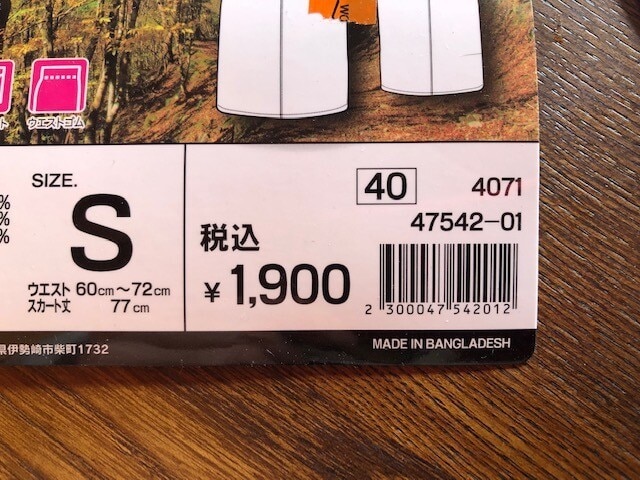 ウエストゴム
SIZE.
S
ウエスト 60cm～72cm
スカート丈 77cm
%
%
%
40
4071
47542-01
税込
¥1,900
2 300047 542012
県伊勢崎市柴町1732
MADE IN BANGLADESH